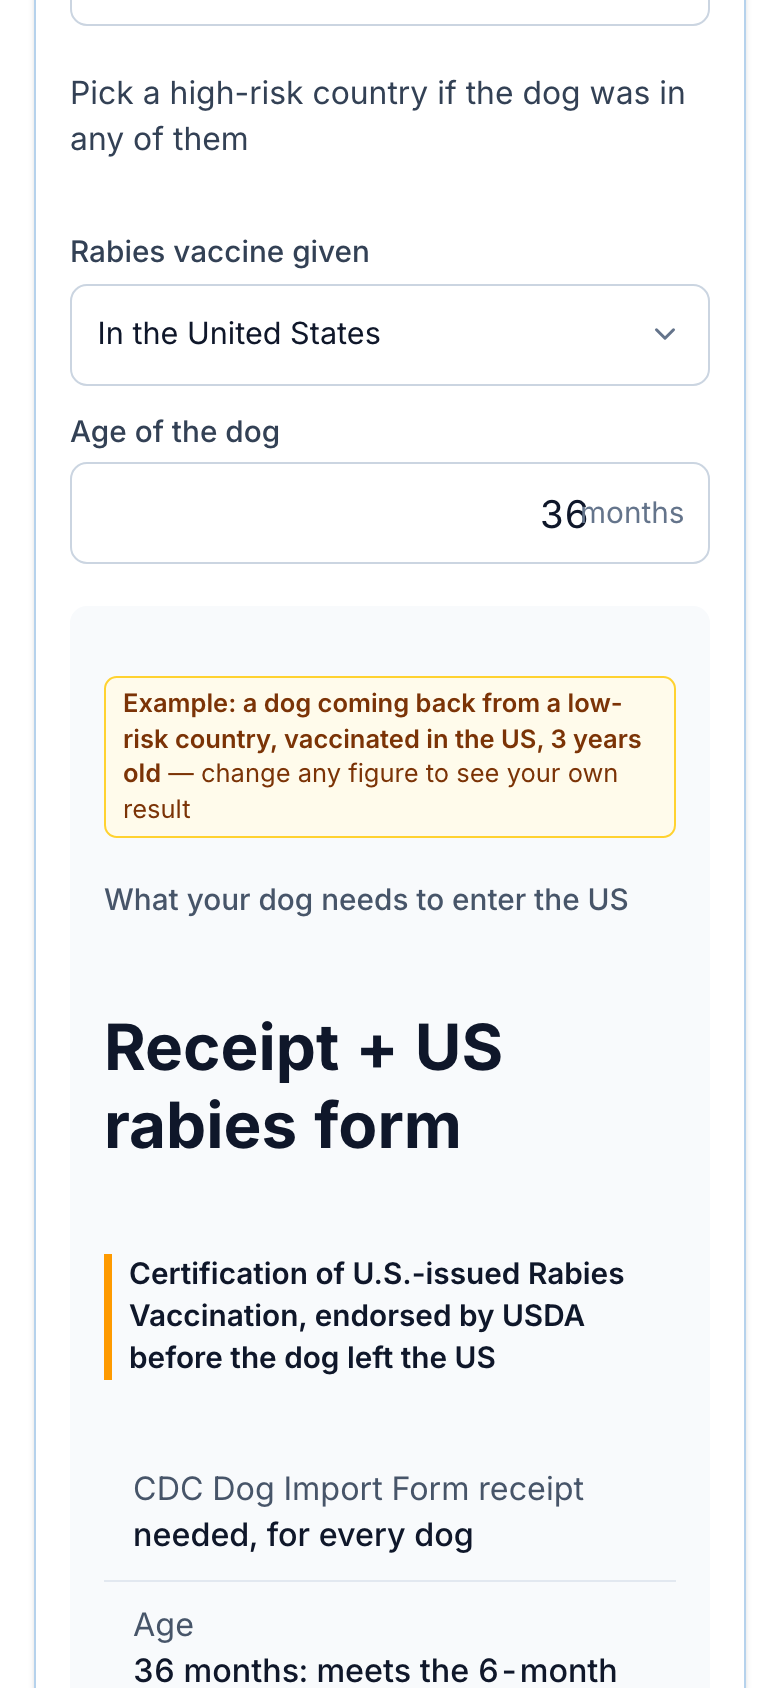 Pick a high-risk country if the dog was in
any of them
Rabies vaccine given
In the United States
Age of the dog
36 months
Example: a dog coming back from a low-
risk country, vaccinated in the US, 3 years
old — change any figure to see your own
result
What your dog needs to enter the US
Receipt + US
rabies form
Certification of U.S.-issued Rabies
Vaccination, endorsed by USDA
before the dog left the US
CDC Dog Import Form receipt
needed, for every dog
Age
36 months: meets the 6-month